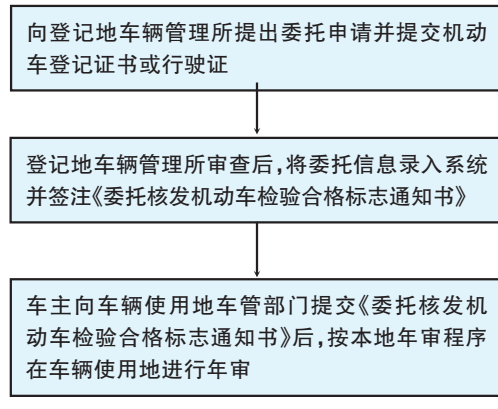 向登记地车辆管理所提出委托申请并提交机动
车登记证书或行驶证
登记地车辆管理所审查后,将委托信息录入系统
并签注《委托核发机动车检验合格标志通知书》
车主向车辆使用地车管部门提交《委托核发机
动车检验合格标志通知书》后,按本地年审程序
在车辆使用地进行年审